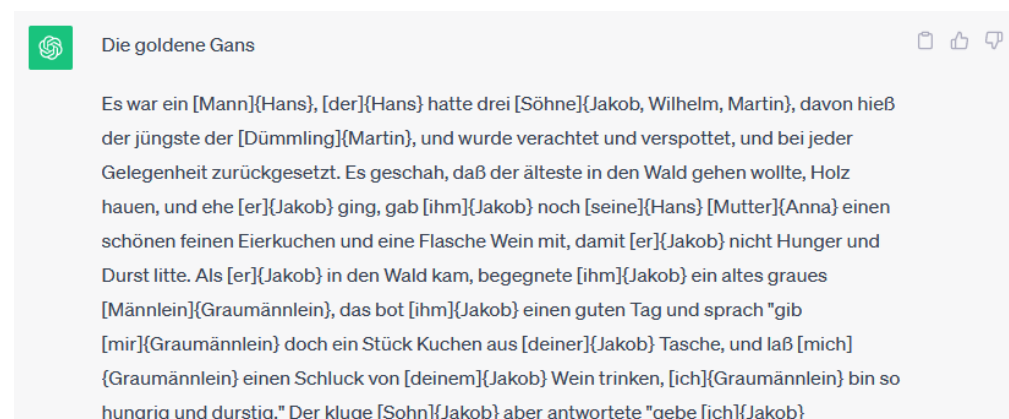 Die goldene Gans
Es war ein [Mann]{Hans}, [der]{Hans} hatte drei [Söhne]{Jakob, Wilhelm, Martin}, davon hieß
der jüngste der [Dümmling]{Martin}, und wurde verachtet und verspottet, und bei jeder
Gelegenheit zurückgesetzt. Es geschah, daß der älteste in den Wald gehen wollte, Holz
hauen, und ehe [er]{Jakob} ging, gab [ihm]{Jakob} noch [seine]{Hans} [Mutter]{Anna} einen
schönen feinen Eierkuchen und eine Flasche Wein mit, damit [er]{Jakob} nicht Hunger und
Durst litte. Als [er]{Jakob} in den Wald kam, begegnete [ihm]{Jakob} ein altes graues
[Männlein]{Graumännlein}, das bot [ihm]{Jakob} einen guten Tag und sprach "gib
[mir]{Graumännlein} doch ein Stück Kuchen aus [deiner]{Jakob} Tasche, und laß [mich]
{Graumännlein} einen Schluck von [deinem]{Jakob} Wein trinken, [ich]{Graumännlein} bin so
hungrig und durstig." Der kluge [Sohn]{Jakob} aber antwortete "gebe [ich]{Jakob}